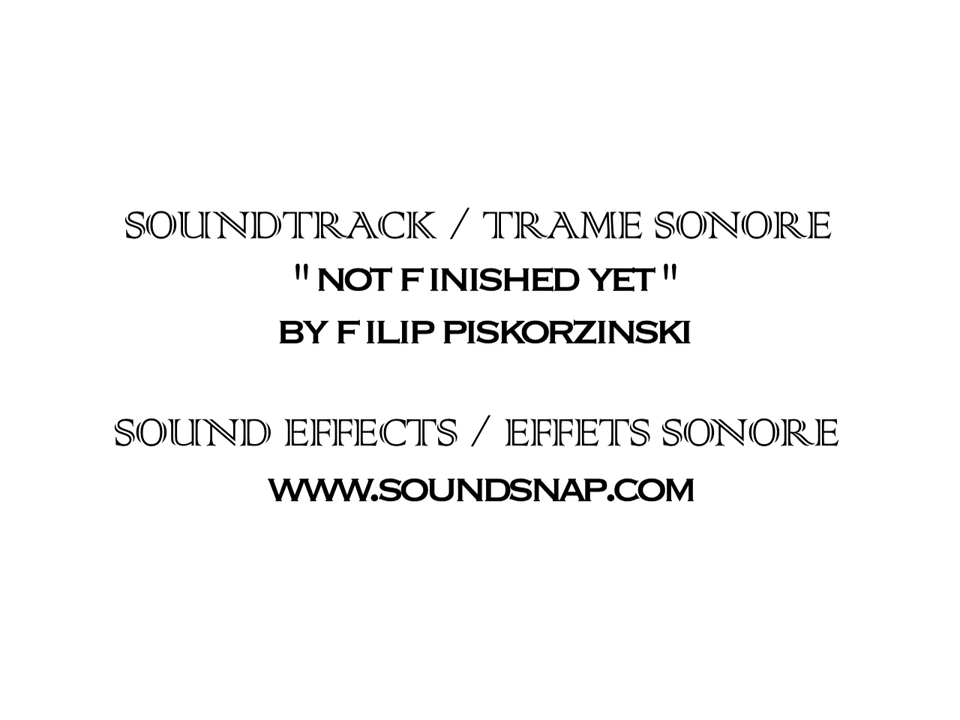 SOUNDTRACK / TRAME SONORE
" NOT FINISHED YET "
BY FILIP PISKORZINSKI
SOUND EFFECTS / EFFETS SONORE
WWW.SOUNDSNAP.COM